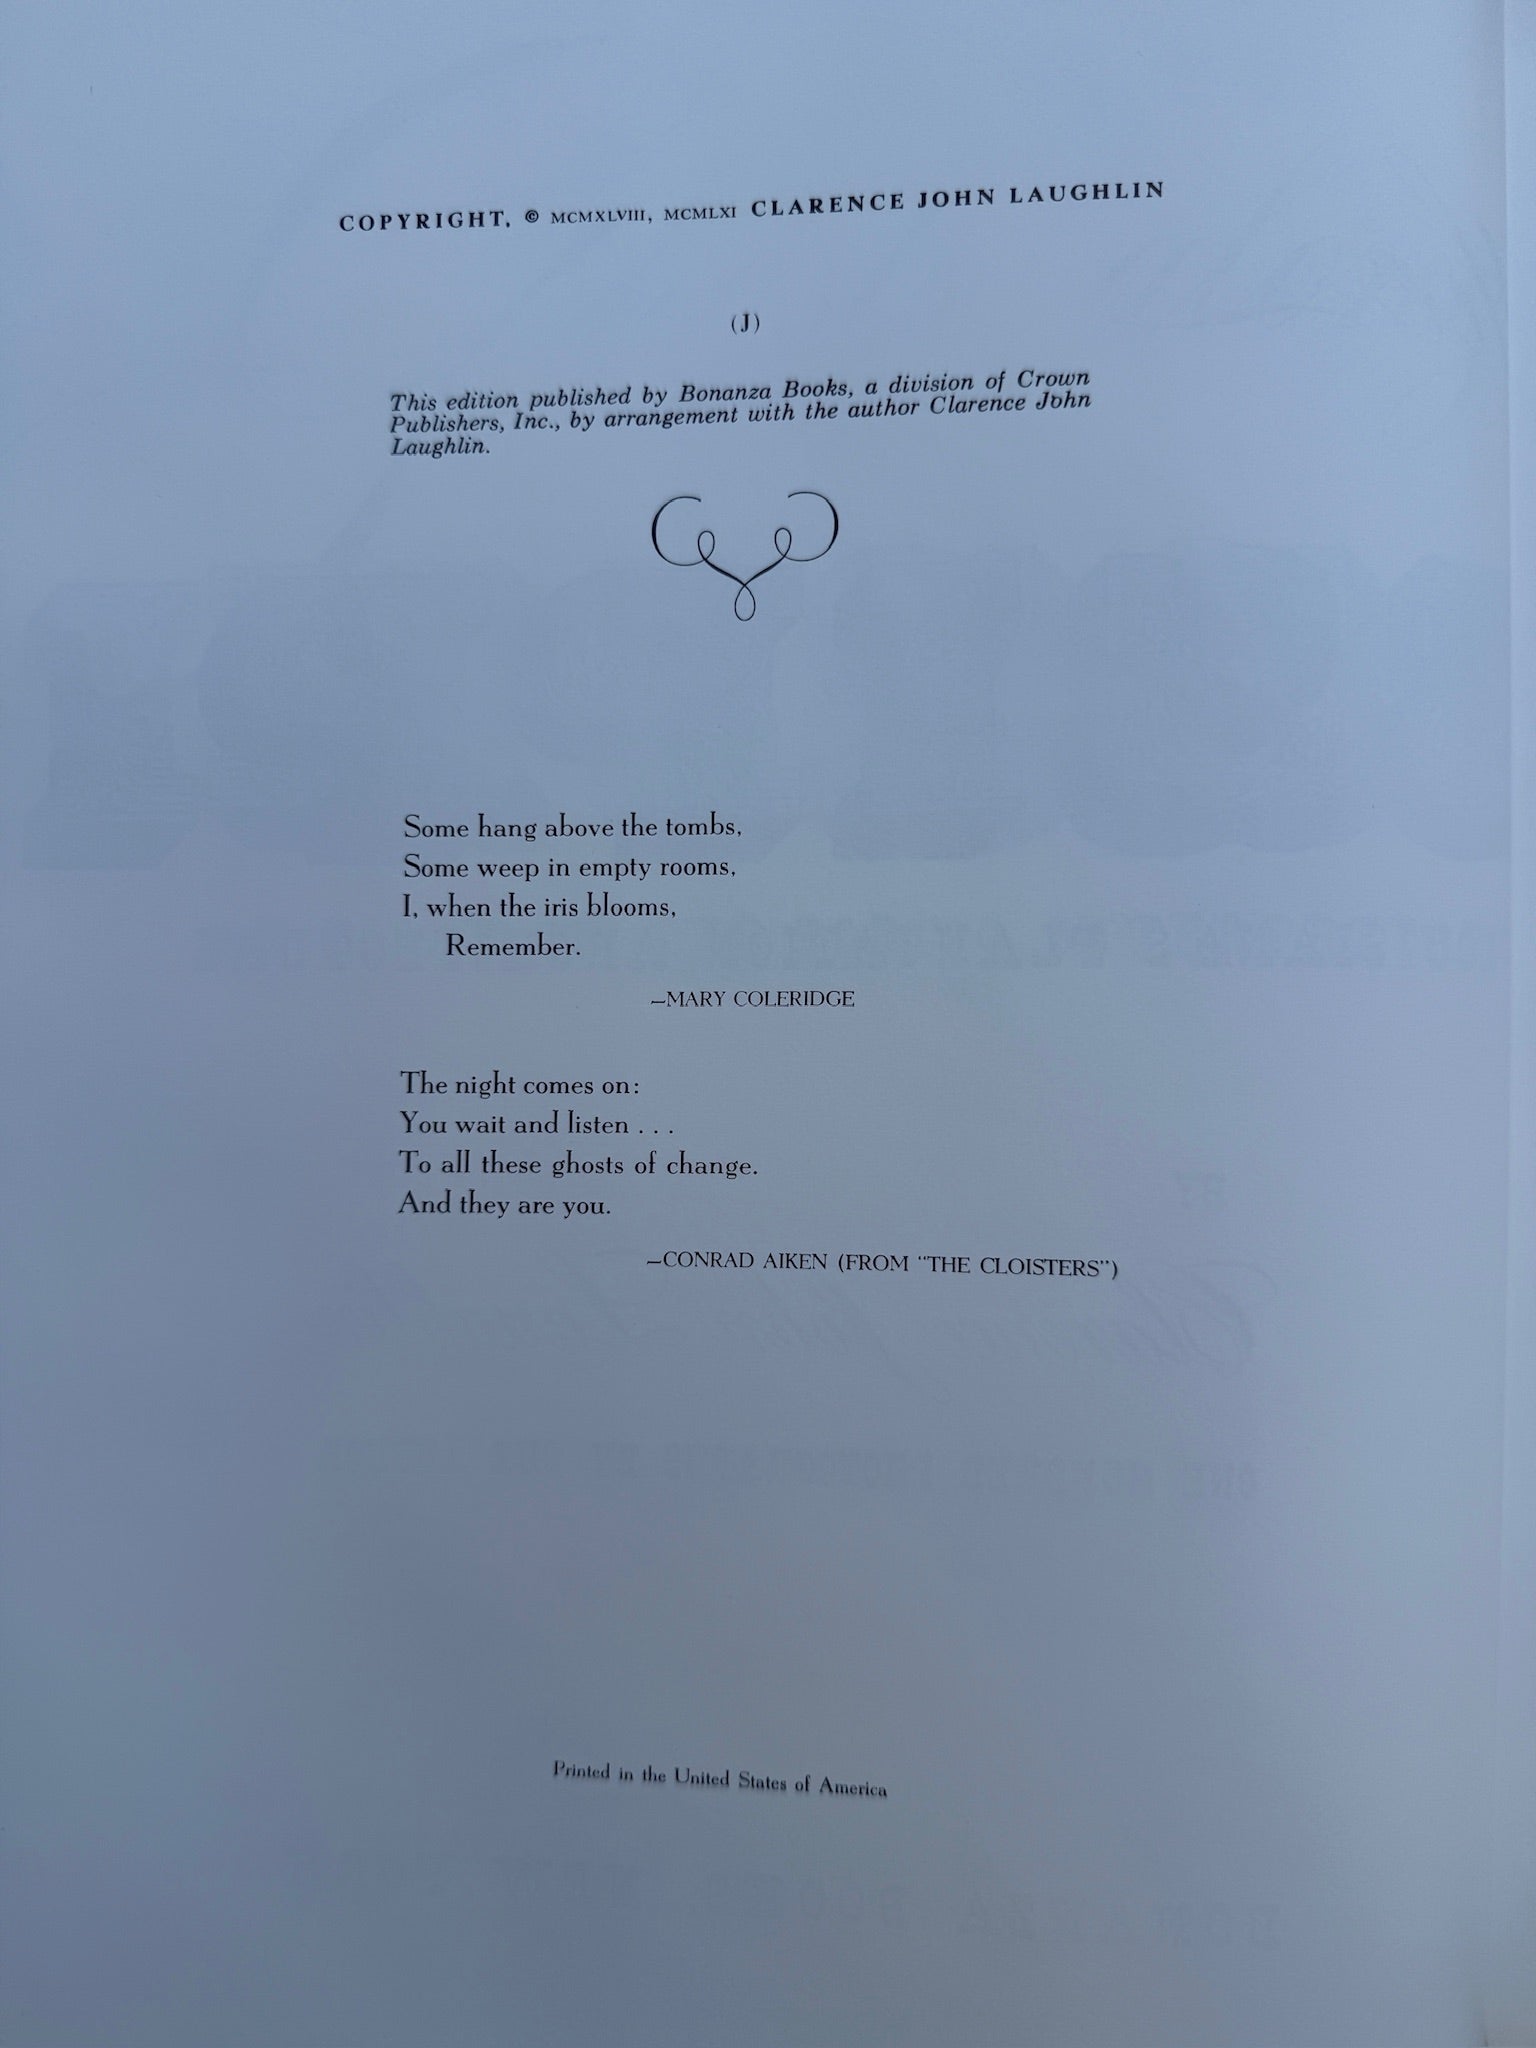 COPYRIGHT, © MCMXLVIII, MCMLXI CLARENCE JOHN LAUGHLIN
(J)
This edition published by Bonanza Books, a division of Crown
Publishers, Inc., by arrangement with the author Clarence John
Laughlin.
Some hang above the tombs,
Some weep in empty rooms,
I, when the iris blooms,
Remember.
—MARY COLERIDGE
The night comes on:
You wait and listen . . .
To all these ghosts of change.
And they are you.
—CONRAD AIKEN (FROM "THE CLOISTERS")
Printed in the United States of America